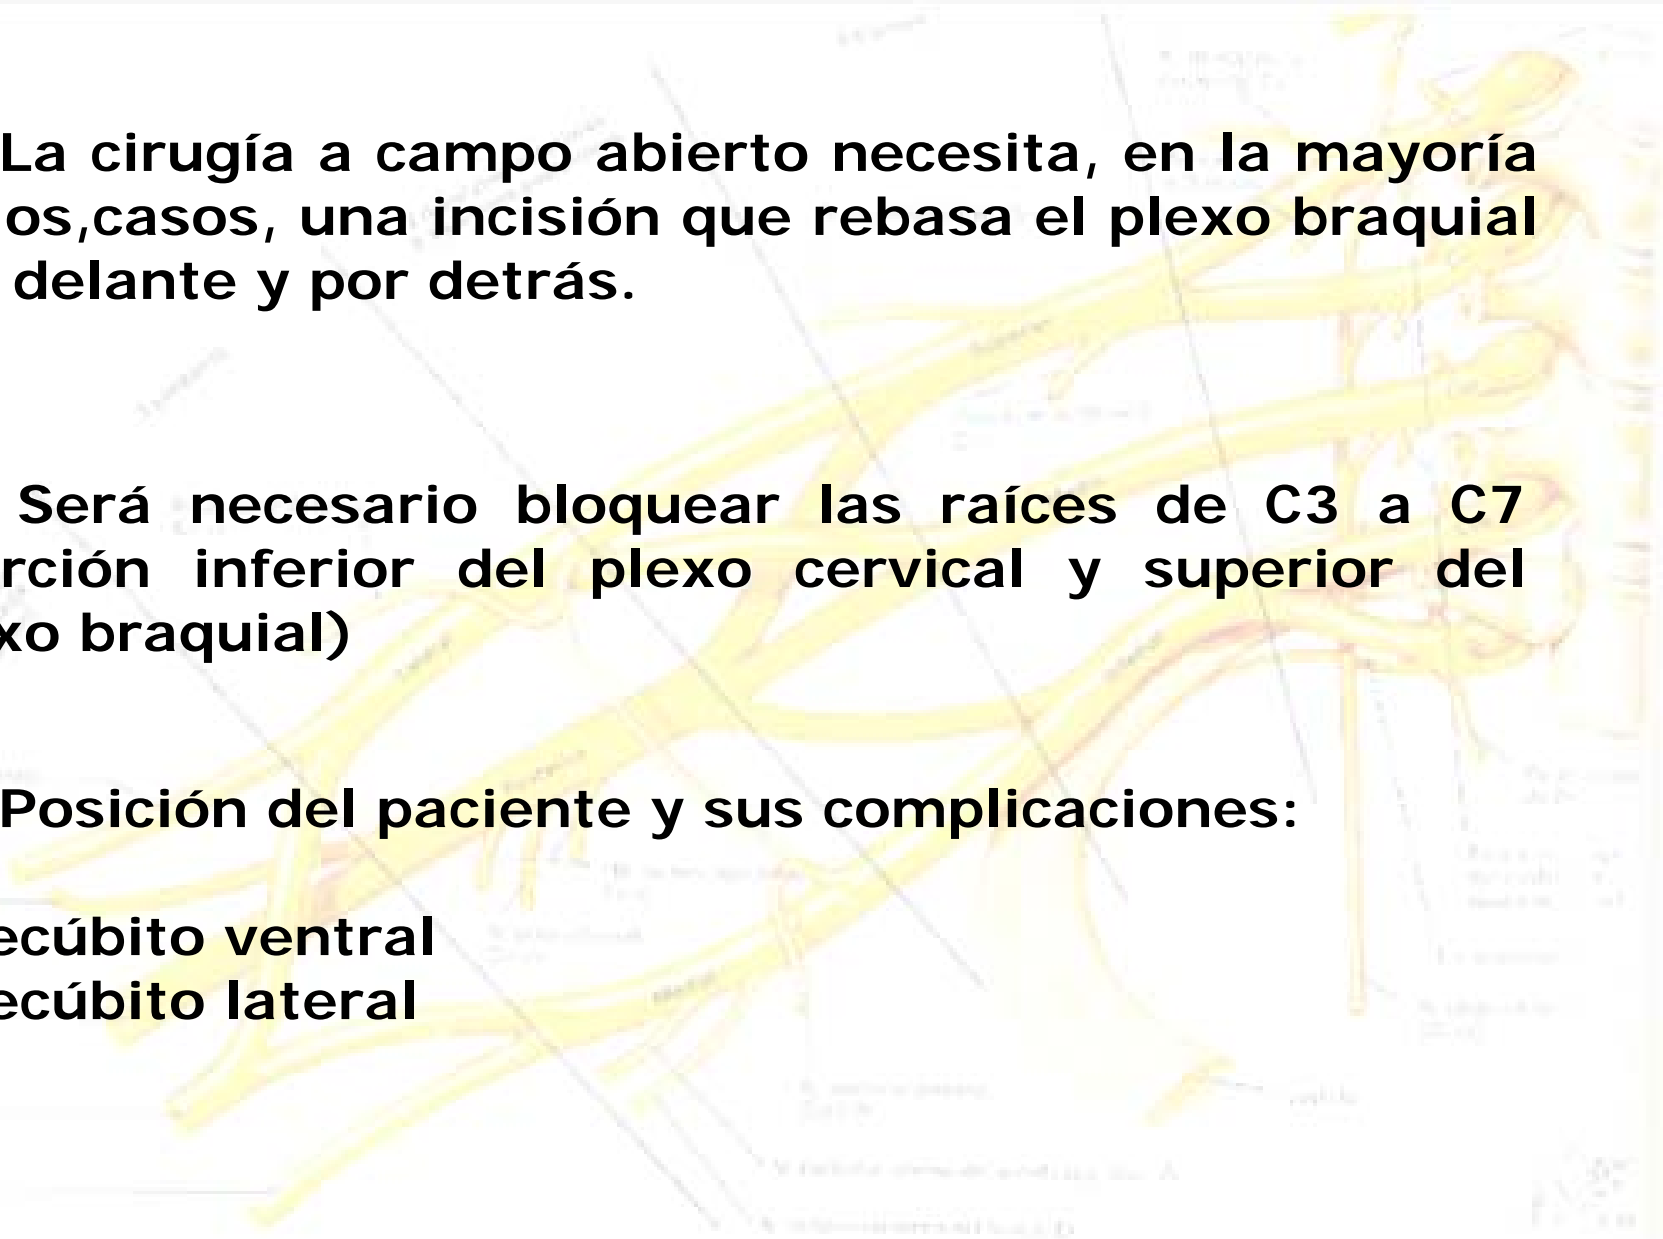 La cirugía a campo abierto necesita, en la mayoría
os,casos, una incisión que rebasa el plexo braquial
delante y por detrás.
Será necesario bloquear las raíces de C3 a C7
rción inferior del plexo cervical y superior del
xo braquial)
Posición del paciente y sus complicaciones:
ecúbito ventral
ecúbito lateral